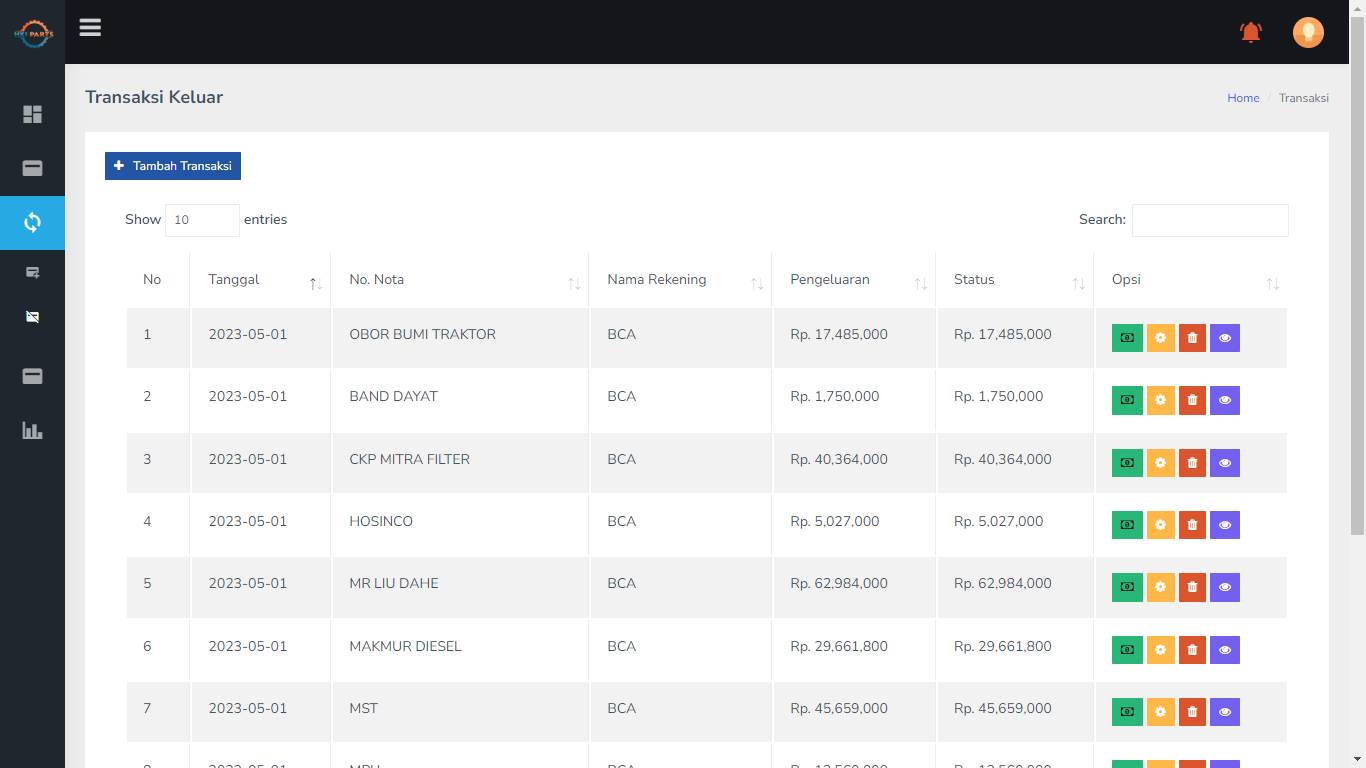 HKI PARTS
Transaksi Keluar
Home / Transaksi
+ Tambah Transaksi
Show 10 entries
Search:
No Tanggal No. Nota Nama Rekening Pengeluaran Status Opsi
1 2023-05-01 OBOR BUMI TRAKTOR BCA Rp. 17,485,000 Rp. 17,485,000
2 2023-05-01 BAND DAYAT BCA Rp. 1,750,000 Rp. 1,750,000
3 2023-05-01 CKP MITRA FILTER BCA Rp. 40,364,000 Rp. 40,364,000
4 2023-05-01 HOSINCO BCA Rp. 5,027,000 Rp. 5,027,000
5 2023-05-01 MR LIU DAHE BCA Rp. 62,984,000 Rp. 62,984,000
6 2023-05-01 MAKMUR DIESEL BCA Rp. 29,661,800 Rp. 29,661,800
7 2023-05-01 MST BCA Rp. 45,659,000 Rp. 45,659,000